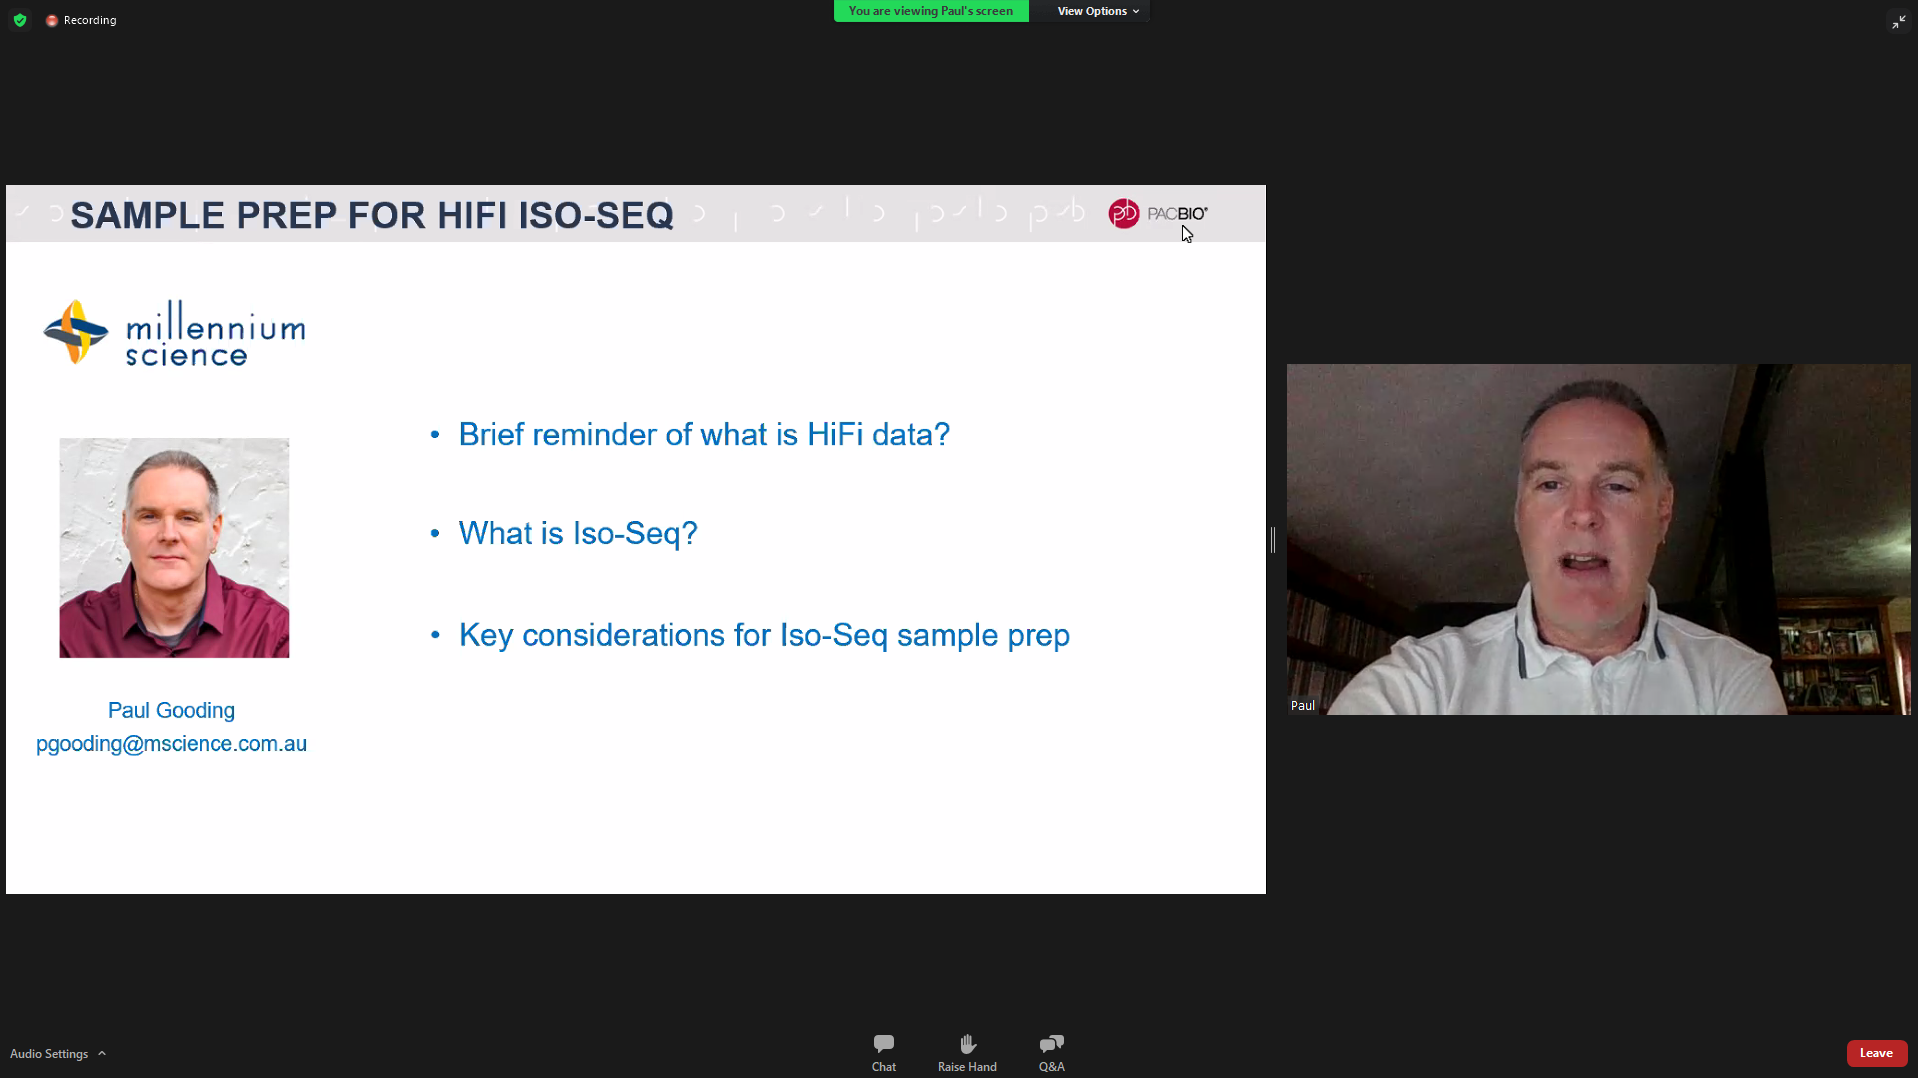 Recording
You are viewing Paul's screen
View Options
SAMPLE PREP FOR HIFI ISO-SEQ
PACBIO®
millennium
science
• Brief reminder of what is HiFi data?
• What is Iso-Seq?
• Key considerations for Iso-Seq sample prep
Paul Gooding
pgooding@mscience.com.au
Paul
Audio Settings
Chat
Raise Hand
Q&A
Leave